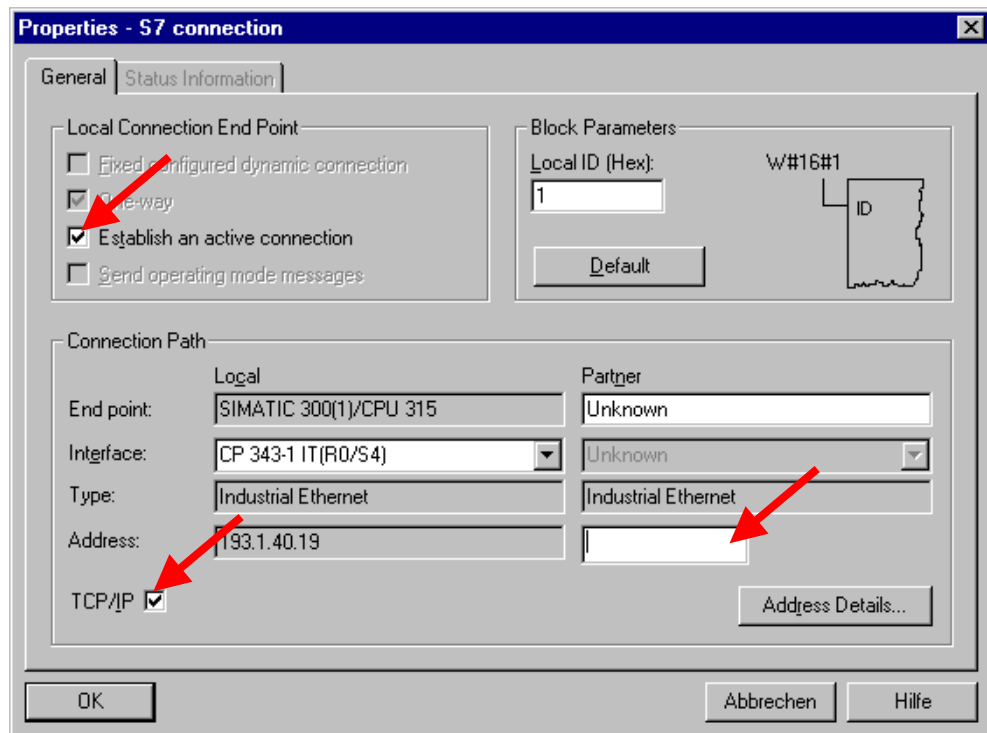 Properties - S7 connection
General
Status Information
Local Connection End Point
Fixed configured dynamic connection
One-way
Establish an active connection
Send operating mode messages
Block Parameters
Local ID (Hex):
W#16#1
1
ID
Default
Connection Path
Local
Partner
End point:
SIMATIC 300(1)/CPU 315
Unknown
Interface:
CP 343-1 IT(R0/S4)
Unknown
Type:
Industrial Ethernet
Industrial Ethernet
Address:
193.1.40.19
TCP/IP
Address Details...
OK
Abbrechen
Hilfe